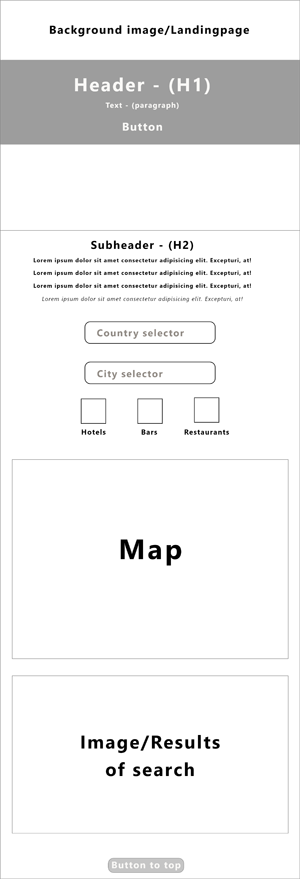 Background image/Landingpage
Header - (H1)
Text - (paragraph)
Button
Subheader - (H2)
Lorem ipsum dolor sit amet consectetur adipisicing elit. Excepturi, at!
Lorem ipsum dolor sit amet consectetur adipisicing elit. Excepturi, at!
Lorem ipsum dolor sit amet consectetur adipisicing elit. Excepturi, at!
Lorem ipsum dolor sit amet consectetur adipisicing elit. Excepturi, at!
Country selector
City selector
Hotels Bars Restaurants
Map
Image/Results
of search
Button to top